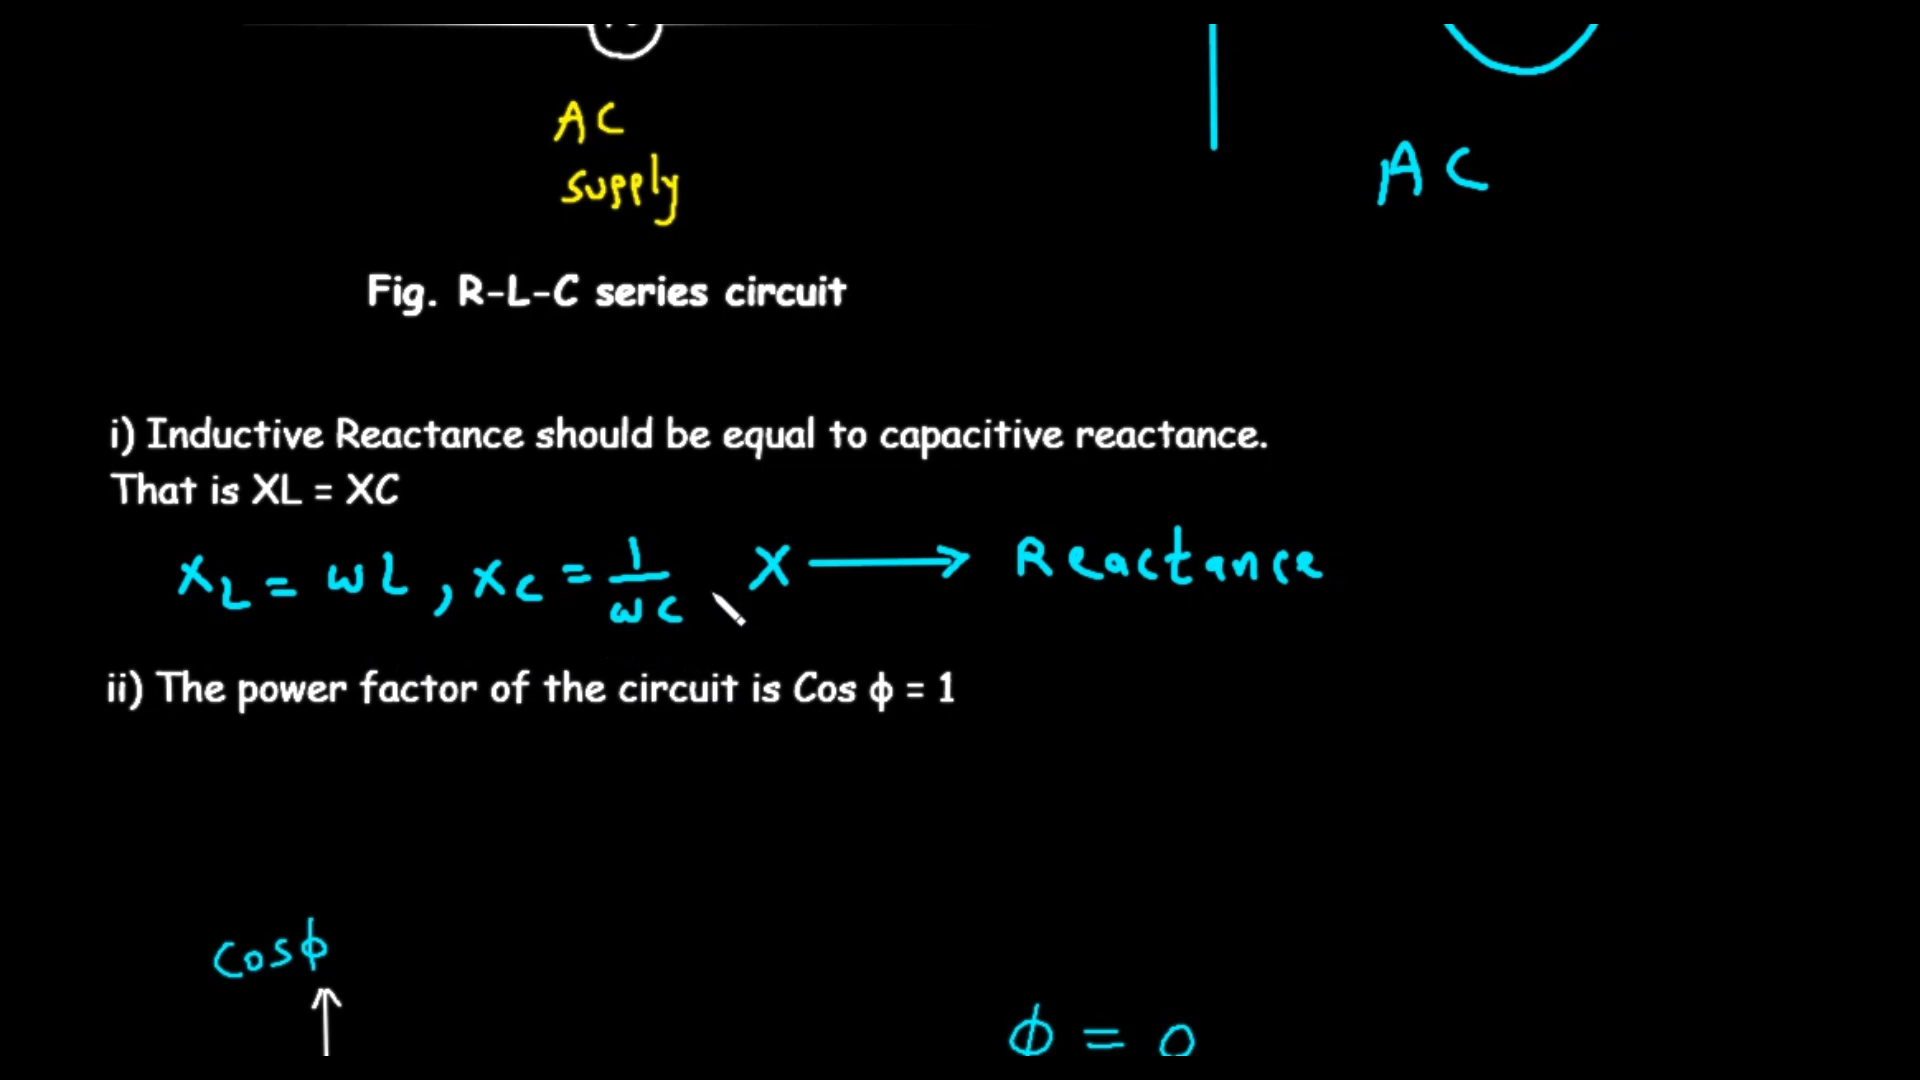 AC
supply
AC
Fig. R-L-C series circuit
i) Inductive Reactance should be equal to capacitive reactance.
That is XL = XC
XL = ωL, XC = 1/ωC X ⟶ Reactance
ii) The power factor of the circuit is Cos ϕ = 1
Cosϕ
ϕ = 0